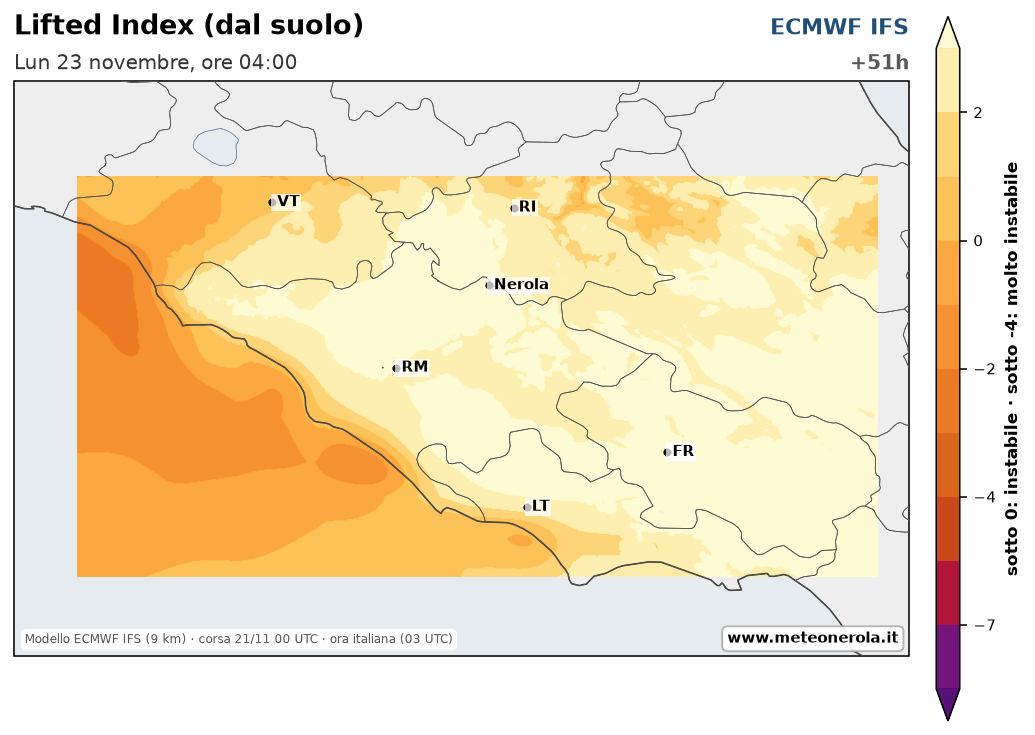 Lifted Index (dal suolo)
ECMWF IFS
Lun 23 novembre, ore 04:00
+51h
VT
RI
Nerola
RM
FR
LT
2
0
−2
−4
−7
sotto 0: instabile · sotto -4: molto instabile
Modello ECMWF IFS (9 km) · corsa 21/11 00 UTC · ora italiana (03 UTC)
www.meteonerola.it